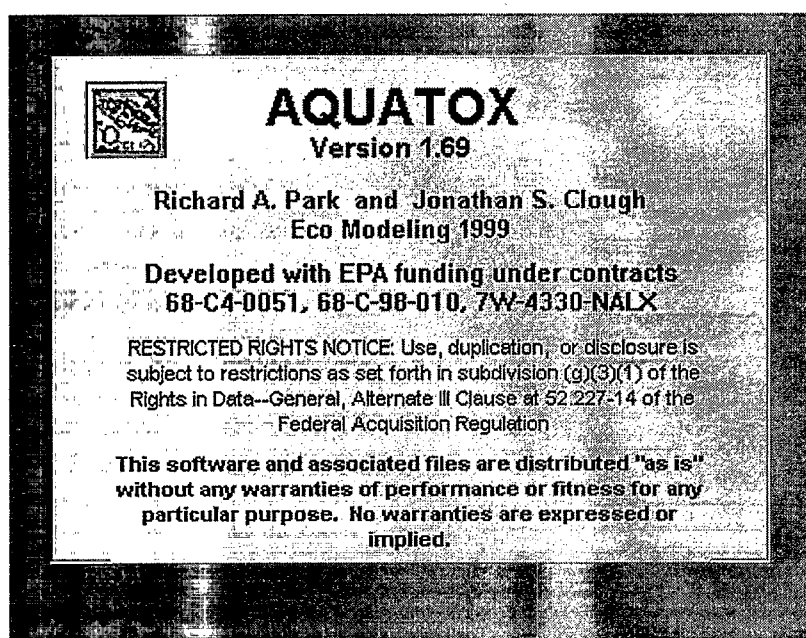 AQUATOX
Version 1.69
Richard A. Park and Jonathan S. Clough
Eco Modeling 1999
Developed with EPA funding under contracts
68-C4-0051, 68-C-98-010, 7W-4330-NALX
RESTRICTED RIGHTS NOTICE: Use, duplication, or disclosure is
subject to restrictions as set forth in subdivision (g)(3)(1) of the
Rights in Data--General, Alternate III Clause at 52.227-14 of the
Federal Acquisition Regulation
This software and associated files are distributed "as is"
without any warranties of performance or fitness for any
particular purpose. No warranties are expressed or
implied.